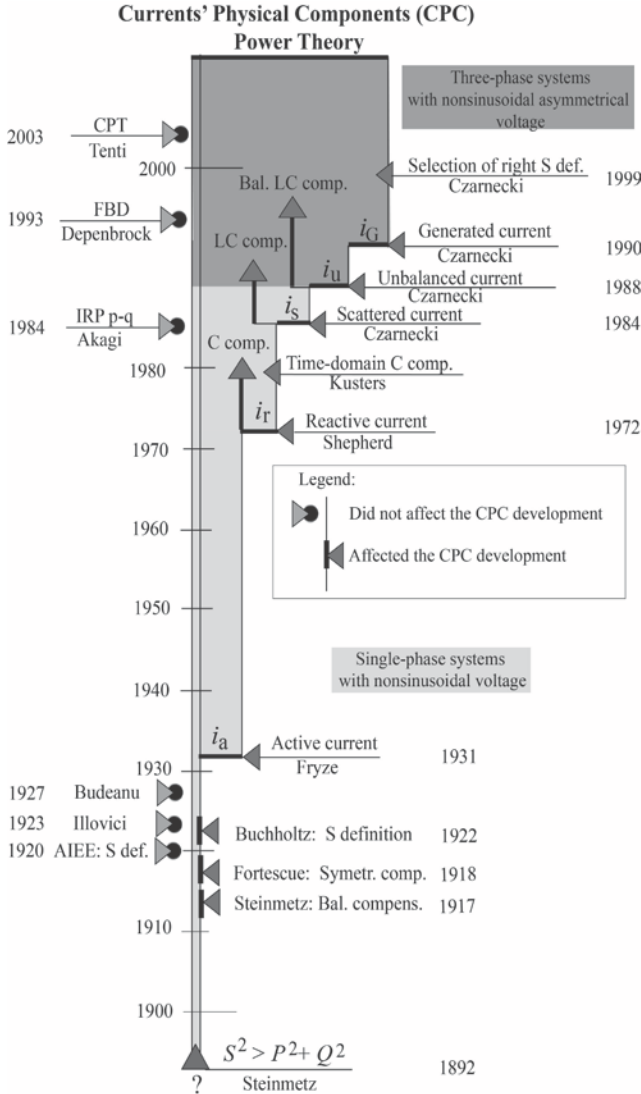 Currents' Physical Components (CPC)
Power Theory
Three-phase systems
with nonsinusoidal asymmetrical
voltage
2003
CPT
Tenti
2000
Selection of right S def.
Czarnecki
1999
Bal. LC comp.
1993
FBD
Depenbrock
LC comp.
i_G
Generated current
Czarnecki
1990
i_u
Unbalanced current
Czarnecki
1988
1984
IRP p-q
Akagi
i_s
Scattered current
Czarnecki
1984
C comp.
1980
Time-domain C comp.
Kusters
i_r
Reactive current
Shepherd
1972
1970
Legend:
Did not affect the CPC development
Affected the CPC development
1960
1950
Single-phase systems
with nonsinusoidal voltage
1940
i_a
Active current
Fryze
1931
1930
1927 Budeanu
1923 Illovici
Buchholtz: S definition 1922
1920 AIEE: S def.
Fortescue: Symetr. comp. 1918
Steinmetz: Bal. compens. 1917
1910
1900
S² > P² + Q²
Steinmetz
1892
?